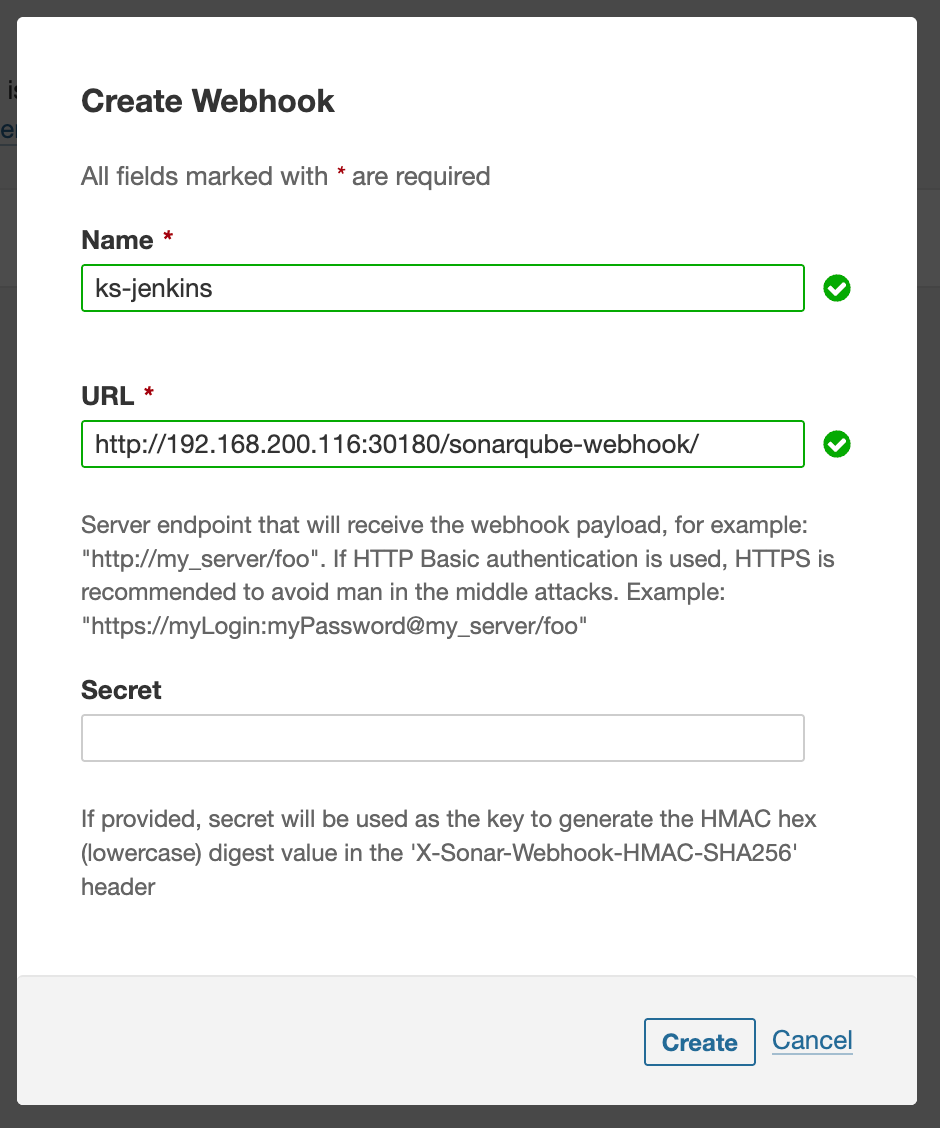 Create Webhook
All fields marked with * are required
Name *
ks-jenkins
URL *
http://192.168.200.116:30180/sonarqube-webhook/
Server endpoint that will receive the webhook payload, for example:
"http://my_server/foo". If HTTP Basic authentication is used, HTTPS is
recommended to avoid man in the middle attacks. Example:
"https://myLogin:myPassword@my_server/foo"
Secret
If provided, secret will be used as the key to generate the HMAC hex
(lowercase) digest value in the 'X-Sonar-Webhook-HMAC-SHA256'
header
Create Cancel